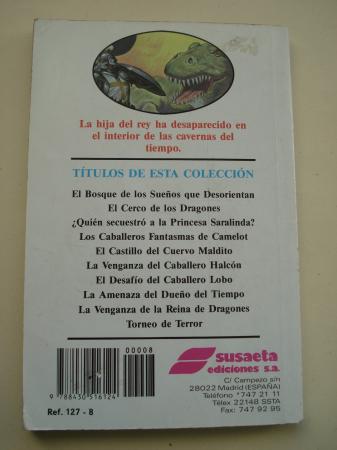 La hija del rey ha desaparecido en
el interior de las cavernas del
tiempo.
TÍTULOS DE ESTA COLECCIÓN
El Bosque de los Sueños que Desorientan
El Cerco de los Dragones
¿Quién secuestró a la Princesa Saralinda?
Los Caballeros Fantasmas de Camelot
El Castillo del Cuervo Maldito
La Venganza del Caballero Halcón
El Desafío del Caballero Lobo
La Amenaza del Dueño del Tiempo
La Venganza de la Reina de Dragones
Torneo de Terror
00008
9 788430 516124
Ref. 127 - 8
susaeta
ediciones s.a.
C/ Campezo s/n
28022 Madrid (ESPAÑA)
Teléfono *747 21 11
Télex 22148 SSTA
Fax: 747 92 95